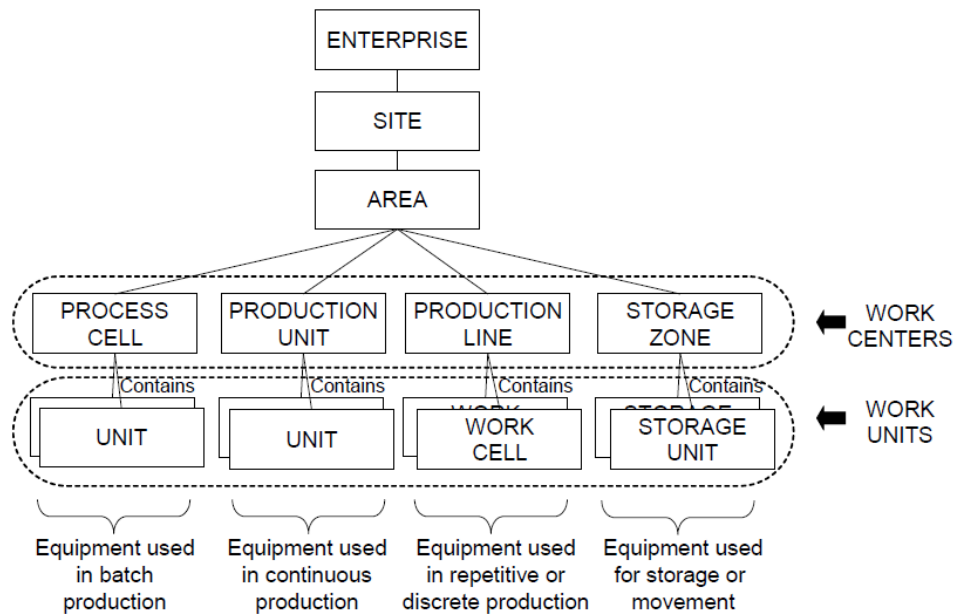 ENTERPRISE
SITE
AREA
PROCESS
CELL
PRODUCTION
UNIT
PRODUCTION
LINE
STORAGE
ZONE
WORK
CENTERS
Contains
Contains
Contains
Contains
UNIT
UNIT
WORK
CELL
STORAGE
UNIT
WORK
UNITS
Equipment used
in batch
production
Equipment used
in continuous
production
Equipment used
in repetitive or
discrete production
Equipment used
for storage or
movement